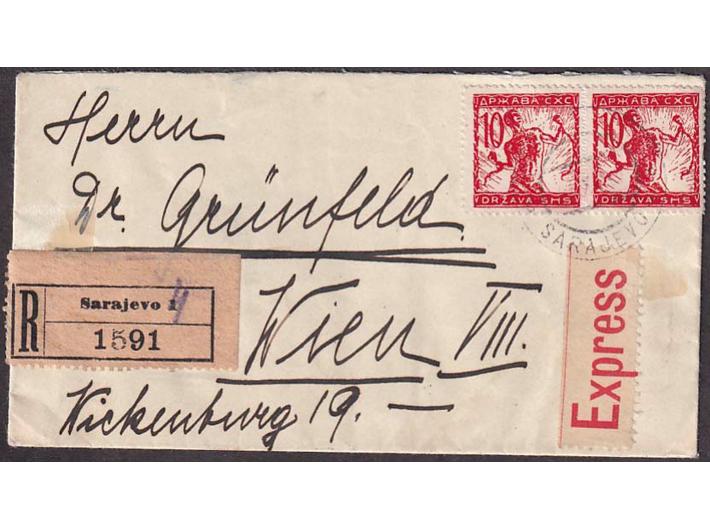 ДРЖАВА СХС ДРЖАВА СХС
10 10
DRŽAVA SHS DRŽAVA SHS
SARAJEVO
Herrn
Dr. Grünfeld.
R Sarajevo 1
1591
Wien VIII.
Wickenburg 19. —
Express